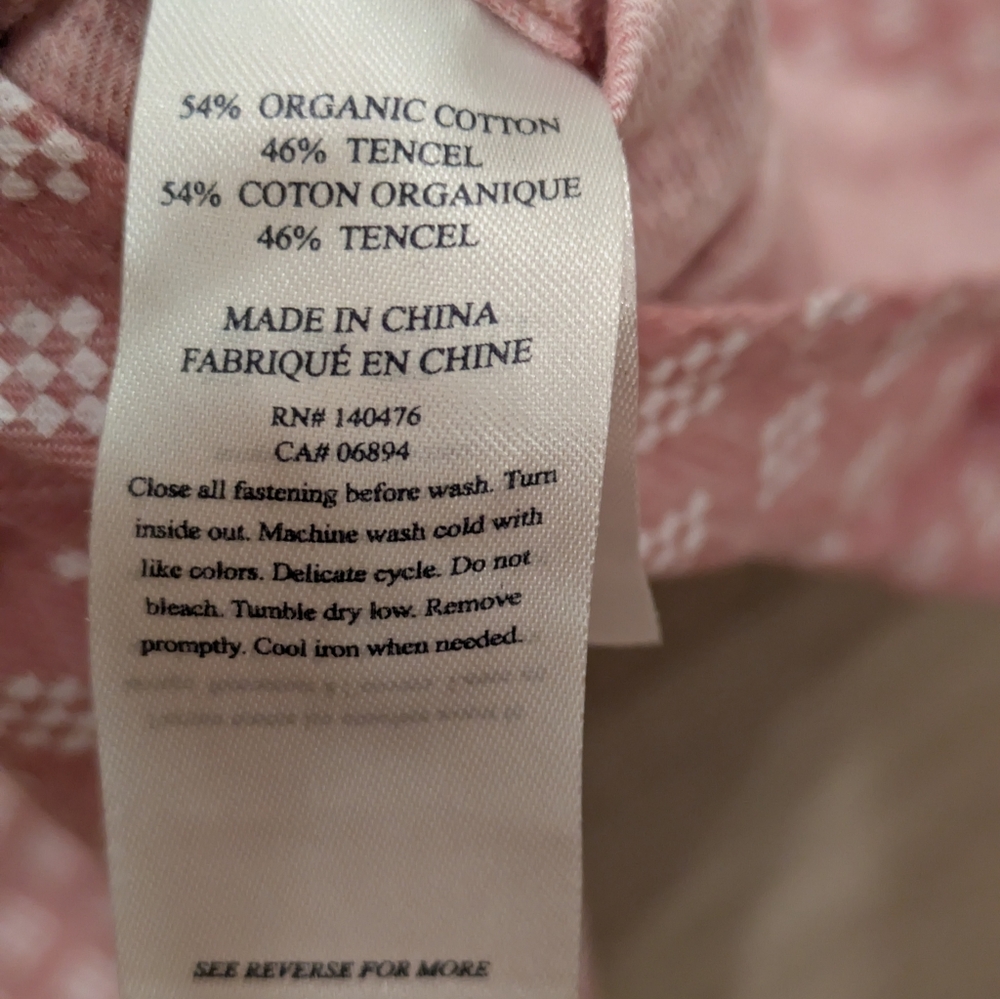 54% ORGANIC COTTON
46% TENCEL
54% COTON ORGANIQUE
46% TENCEL
MADE IN CHINA
FABRIQUÉ EN CHINE
RN# 140476
CA# 06894
Close all fastening before wash. Turn
inside out. Machine wash cold with
like colors. Delicate cycle. Do not
bleach. Tumble dry low. Remove
promptly. Cool iron when needed.
SEE REVERSE FOR MORE